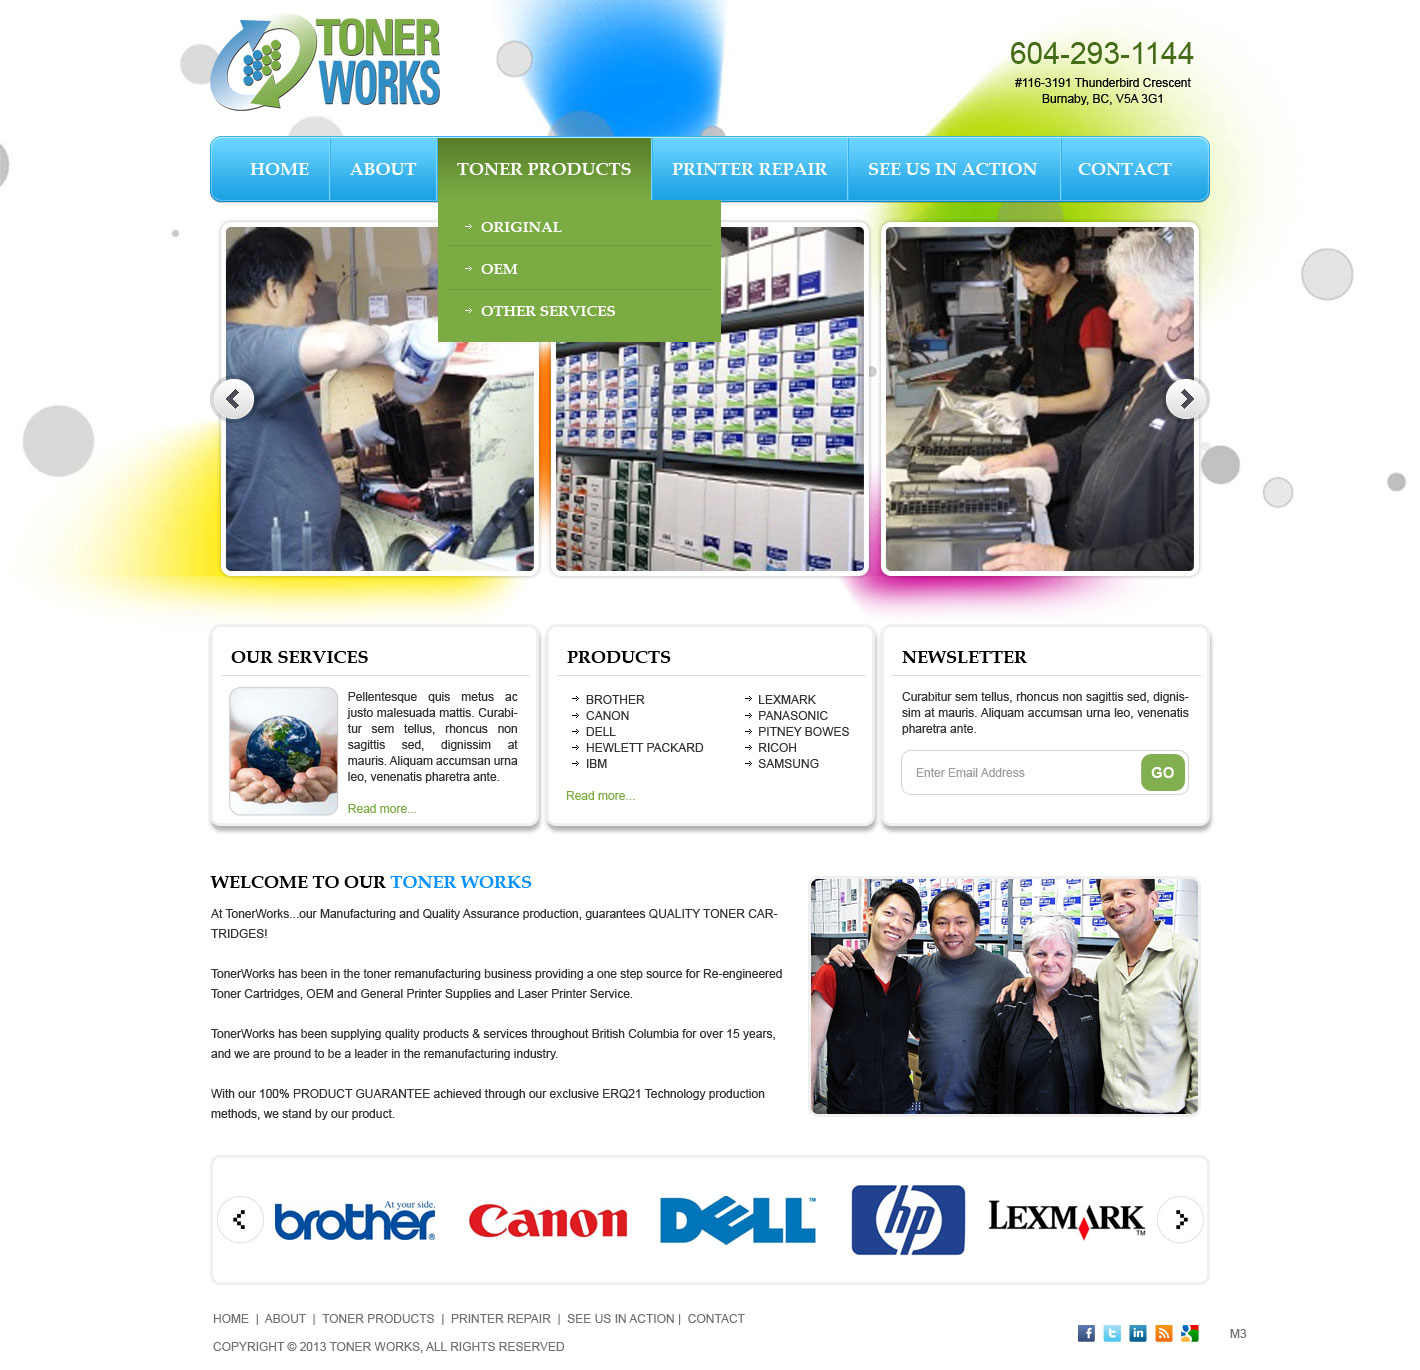 TONER
WORKS
604-293-1144
#116-3191 Thunderbird Crescent
Burnaby, BC, V5A 3G1
HOME
ABOUT
TONER PRODUCTS
PRINTER REPAIR
SEE US IN ACTION
CONTACT
ORIGINAL
OEM
OTHER SERVICES
OUR SERVICES
Pellentesque quis metus ac
justo malesuada mattis. Curabi-
tur sem tellus, rhoncus non
sagittis sed, dignissim at
mauris. Aliquam accumsan urna
leo, venenatis pharetra ante.
Read more...
PRODUCTS
BROTHER
CANON
DELL
HEWLETT PACKARD
IBM
LEXMARK
PANASONIC
PITNEY BOWES
RICOH
SAMSUNG
Read more...
NEWSLETTER
Curabitur sem tellus, rhoncus non sagittis sed, dignis-
sim at mauris. Aliquam accumsan urna leo, venenatis
pharetra ante.
Enter Email Address
GO
WELCOME TO OUR TONER WORKS
At TonerWorks...our Manufacturing and Quality Assurance production, guarantees QUALITY TONER CAR-
TRIDGES!
TonerWorks has been in the toner remanufacturing business providing a one step source for Re-engineered
Toner Cartridges, OEM and General Printer Supplies and Laser Printer Service.
TonerWorks has been supplying quality products & services throughout British Columbia for over 15 years,
and we are pround to be a leader in the remanufacturing industry.
With our 100% PRODUCT GUARANTEE achieved through our exclusive ERQ21 Technology production
methods, we stand by our product.
At your side.
brother®
Canon
DELL™
hp
LEXMARK™
HOME | ABOUT | TONER PRODUCTS | PRINTER REPAIR | SEE US IN ACTION | CONTACT
COPYRIGHT © 2013 TONER WORKS, ALL RIGHTS RESERVED
M3